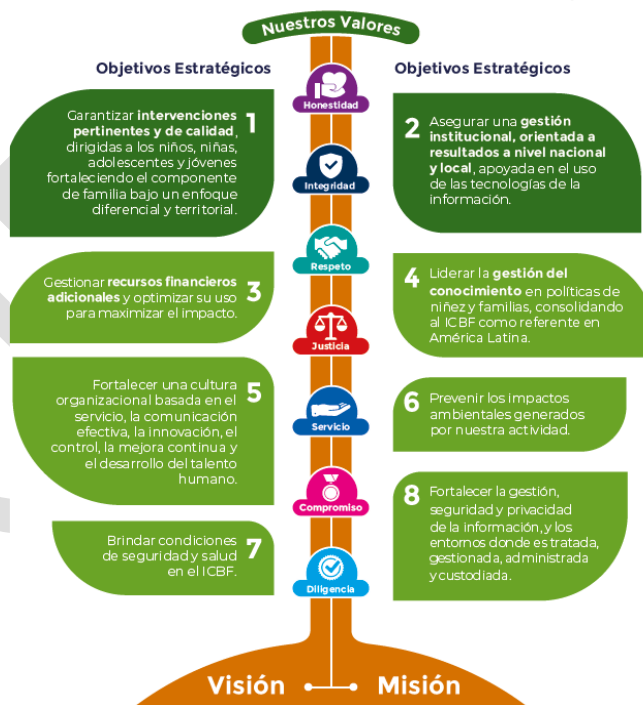 Nuestros Valores
Objetivos Estratégicos
Objetivos Estratégicos
Honestidad
1
Garantizar intervenciones
pertinentes y de calidad,
dirigidas a los niños, niñas,
adolescentes y jóvenes
fortaleciendo el componente
de familia bajo un enfoque
diferencial y territorial.
2
Asegurar una gestión
institucional, orientada a
resultados a nivel nacional
y local, apoyada en el uso
de las tecnologías de la
información.
Integridad
Respeto
3
Gestionar recursos financieros
adicionales y optimizar su uso
para maximizar el impacto.
4
Liderar la gestión del
conocimiento en políticas de
niñez y familias, consolidando
al ICBF como referente en
América Latina.
Justicia
5
Fortalecer una cultura
organizacional basada en el
servicio, la comunicación
efectiva, la innovación, el
control, la mejora continua y
el desarrollo del talento
humano.
6
Prevenir los impactos
ambientales generados
por nuestra actividad.
Servicio
Compromiso
7
Brindar condiciones
de seguridad y salud
en el ICBF.
8
Fortalecer la gestión,
seguridad y privacidad
de la información, y los
entornos donde es tratada,
gestionada, administrada
y custodiada.
Diligencia
Visión
Misión